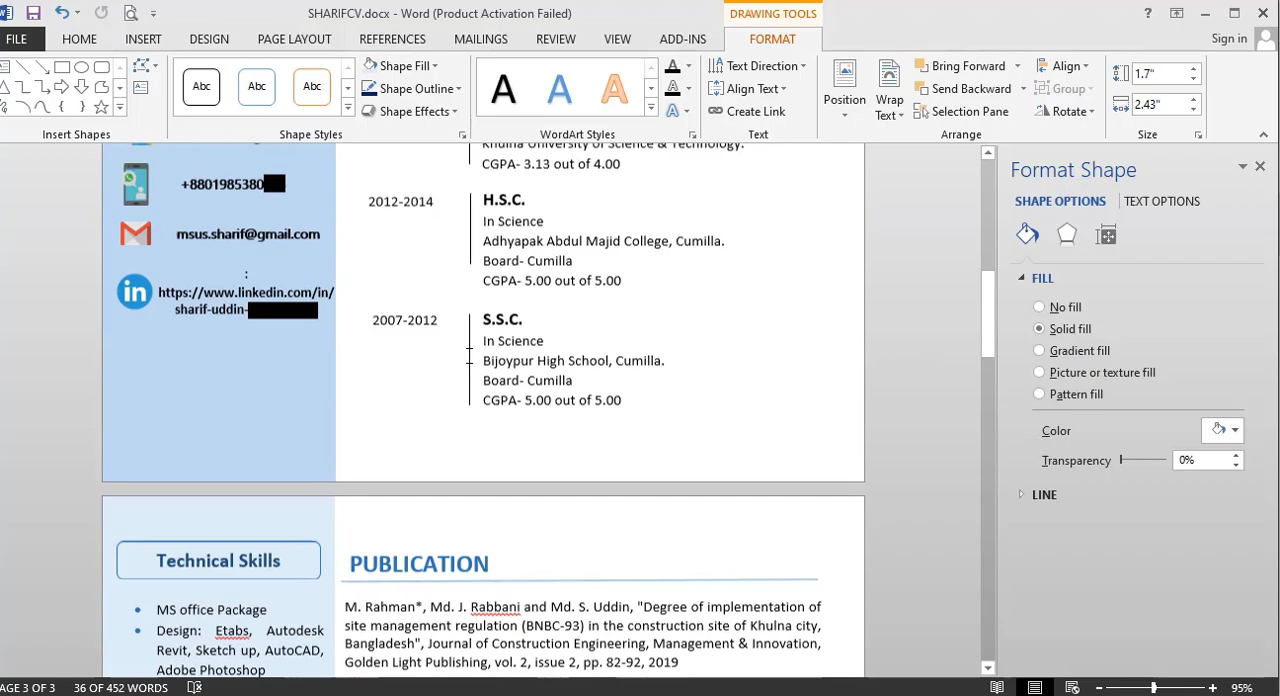 SHARIFCV.docx - Word (Product Activation Failed)
DRAWING TOOLS
?
FILE HOME INSERT DESIGN PAGE LAYOUT REFERENCES MAILINGS REVIEW VIEW ADD-INS FORMAT Sign in
Abc Abc Abc
Shape Fill
Shape Outline
Shape Effects
A A A
A
A
A
Text Direction
Align Text
Create Link
Position
Wrap
Text
Bring Forward
Send Backward
Selection Pane
Align
Group
Rotate
1.7"
2.43"
Insert Shapes Shape Styles WordArt Styles Text Arrange Size
Khulna University of Science & Technology.
CGPA- 3.13 out of 4.00
+8801985380
msus.sharif@gmail.com
:
in https://www.linkedin.com/in/
sharif-uddin-
2012-2014 H.S.C.
In Science
Adhyapak Abdul Majid College, Cumilla.
Board- Cumilla
CGPA- 5.00 out of 5.00
2007-2012 S.S.C.
In Science
Bijoypur High School, Cumilla.
Board- Cumilla
CGPA- 5.00 out of 5.00
Technical Skills
• MS office Package
• Design: Etabs, Autodesk
Revit, Sketch up, AutoCAD,
Adobe Photoshop
PUBLICATION
M. Rahman*, Md. J. Rabbani and Md. S. Uddin, "Degree of implementation of
site management regulation (BNBC-93) in the construction site of Khulna city,
Bangladesh", Journal of Construction Engineering, Management & Innovation,
Golden Light Publishing, vol. 2, issue 2, pp. 82-92, 2019
Format Shape
SHAPE OPTIONS TEXT OPTIONS
FILL
No fill
Solid fill
Gradient fill
Picture or texture fill
Pattern fill
Color
Transparency 0%
LINE
PAGE 3 OF 3 36 OF 452 WORDS 95%